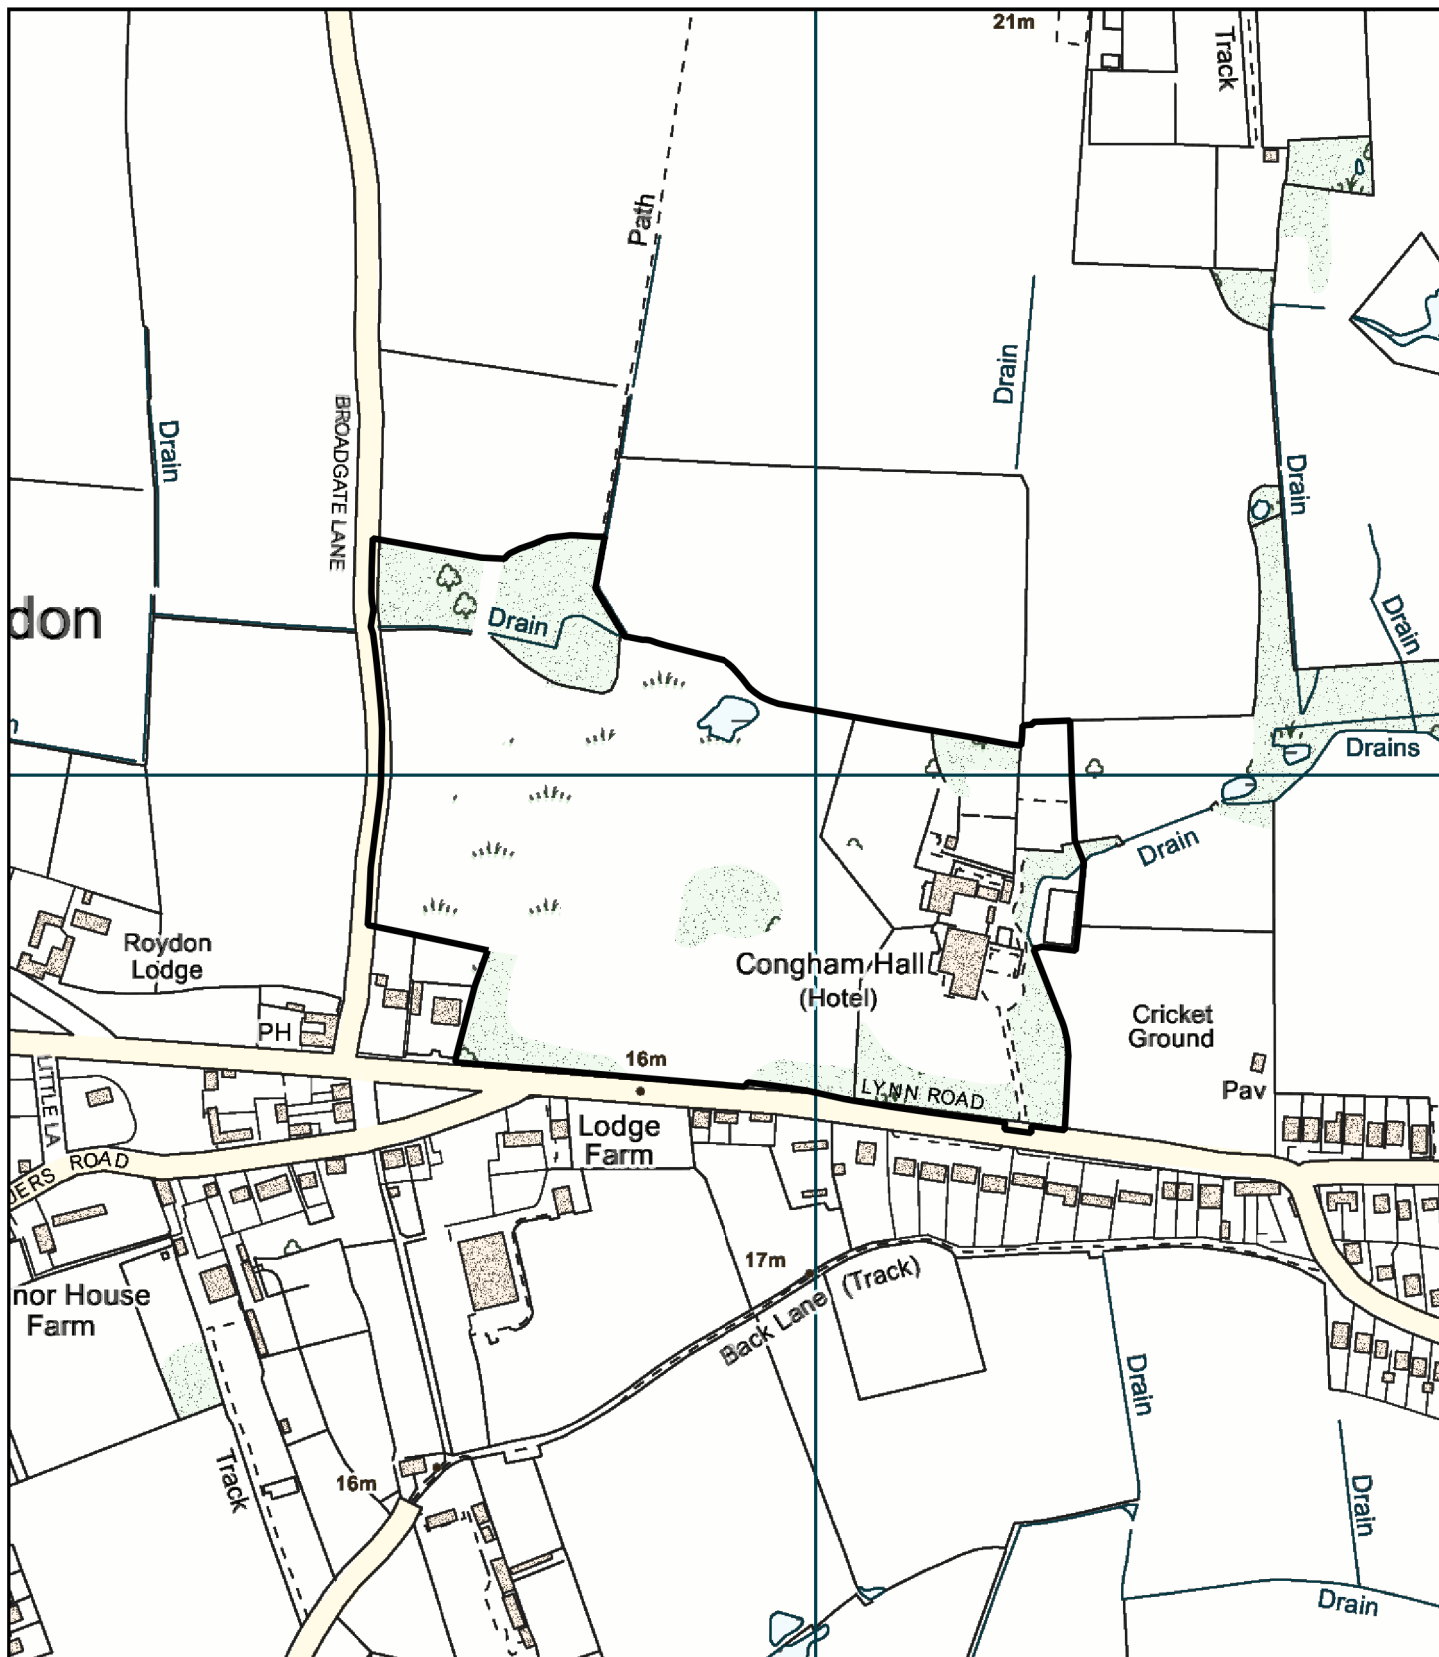 21m
Track
Path
Drain
BROADGATE LANE
Drain
Drain
don
Drain
Drain
Drains
Drain
Roydon
Lodge
Congham Hall
(Hotel)
Cricket
Ground
PH
16m
Pav
LITTLE LA
LYNN ROAD
Lodge
Farm
DERS ROAD
17m
(Track)
Back Lane
nor House
Farm
Drain
Track
16m
Drain
Drain